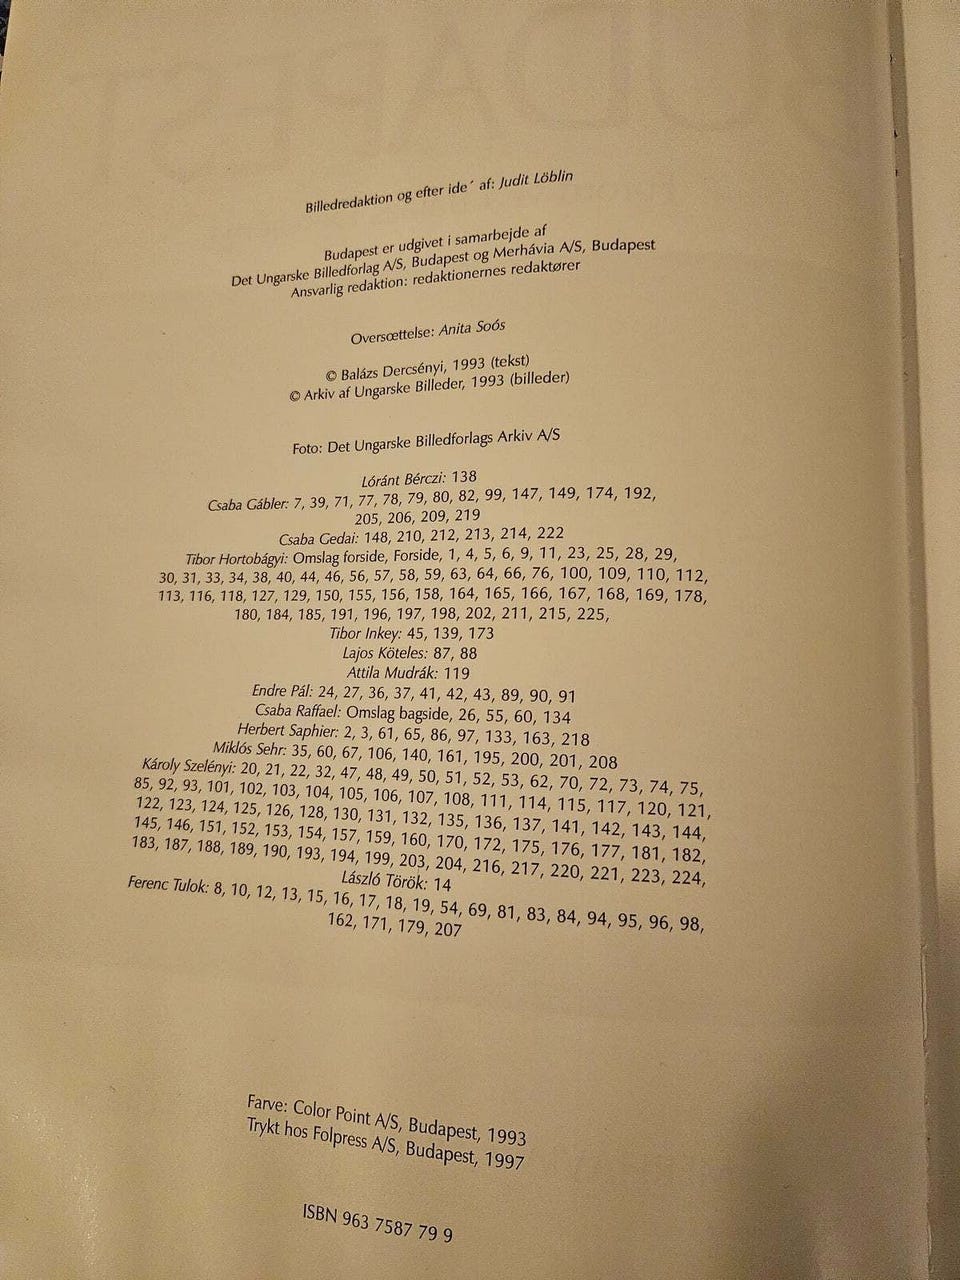 Billedredaktion og efter ide´ af: Judit Löblin
Budapest er udgivet i samarbejde af
Det Ungarske Billedforlag A/S, Budapest og Merhávia A/S, Budapest
Ansvarlig redaktion: redaktionernes redaktører
Oversœttelse: Anita Soós
© Balázs Dercsényi, 1993 (tekst)
© Arkiv af Ungarske Billeder, 1993 (billeder)
Foto: Det Ungarske Billedforlags Arkiv A/S
Lóránt Bérczi: 138
Csaba Gábler: 7, 39, 71, 77, 78, 79, 80, 82, 99, 147, 149, 174, 192,
205, 206, 209, 219
Csaba Gedai: 148, 210, 212, 213, 214, 222
Tibor Hortobágyi: Omslag forside, Forside, 1, 4, 5, 6, 9, 11, 23, 25, 28, 29,
30, 31, 33, 34, 38, 40, 44, 46, 56, 57, 58, 59, 63, 64, 66, 76, 100, 109, 110, 112,
113, 116, 118, 127, 129, 150, 155, 156, 158, 164, 165, 166, 167, 168, 169, 178,
180, 184, 185, 191, 196, 197, 198, 202, 211, 215, 225,
Tibor Inkey: 45, 139, 173
Lajos Köteles: 87, 88
Attila Mudrák: 119
Endre Pál: 24, 27, 36, 37, 41, 42, 43, 89, 90, 91
Csaba Raffael: Omslag bagside, 26, 55, 60, 134
Herbert Saphier: 2, 3, 61, 65, 86, 97, 133, 163, 218
Miklós Sehr: 35, 60, 67, 106, 140, 161, 195, 200, 201, 208
Károly Szelényi: 20, 21, 22, 32, 47, 48, 49, 50, 51, 52, 53, 62, 70, 72, 73, 74, 75,
85, 92, 93, 101, 102, 103, 104, 105, 106, 107, 108, 111, 114, 115, 117, 120, 121,
122, 123, 124, 125, 126, 128, 130, 131, 132, 135, 136, 137, 141, 142, 143, 144,
145, 146, 151, 152, 153, 154, 157, 159, 160, 170, 172, 175, 176, 177, 181, 182,
183, 187, 188, 189, 190, 193, 194, 199, 203, 204, 216, 217, 220, 221, 223, 224,
László Török: 14
Ferenc Tulok: 8, 10, 12, 13, 15, 16, 17, 18, 19, 54, 69, 81, 83, 84, 94, 95, 96, 98,
162, 171, 179, 207
Farve: Color Point A/S, Budapest, 1993
Trykt hos Folpress A/S, Budapest, 1997
ISBN 963 7587 79 9